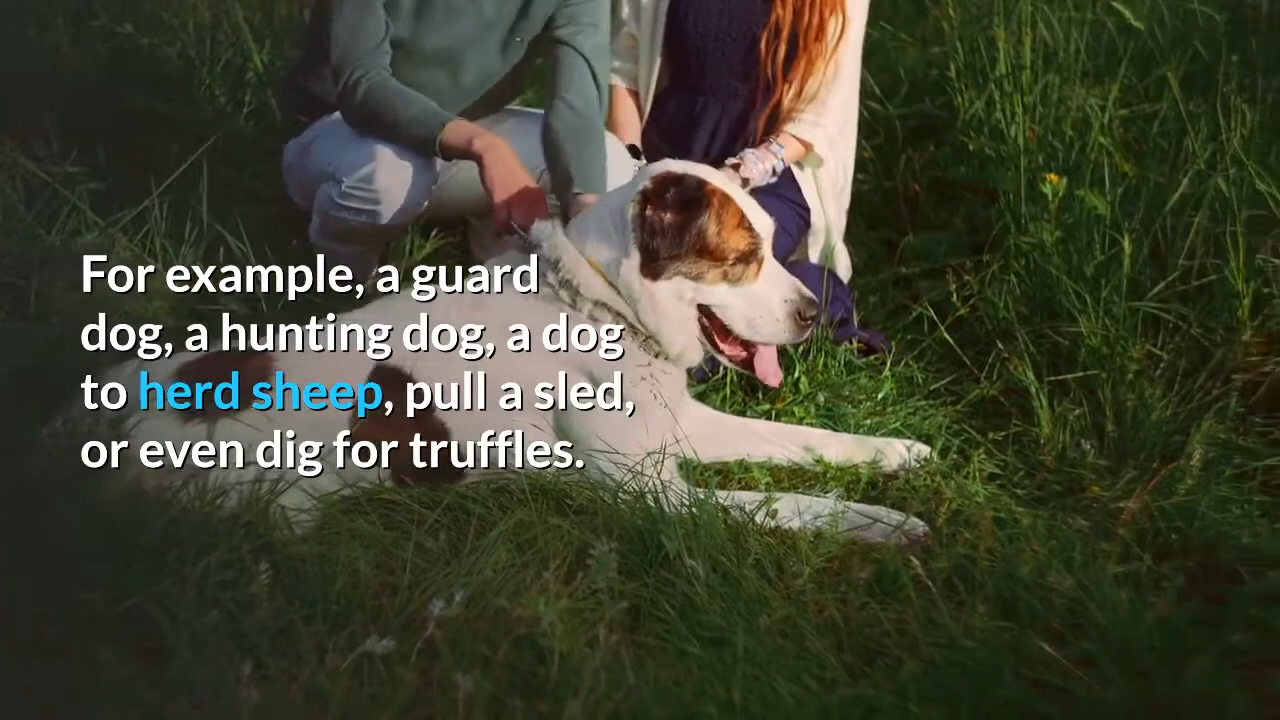 For example, a guard
dog, a hunting dog, a dog
to herd sheep, pull a sled,
or even dig for truffles.